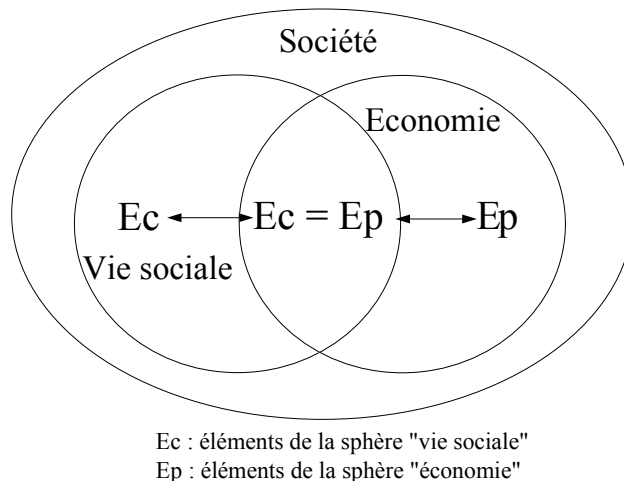 Société
Economie
Ec Ec = Ep Ep
Vie sociale
Ec : éléments de la sphère "vie sociale"
Ep : éléments de la sphère "économie"